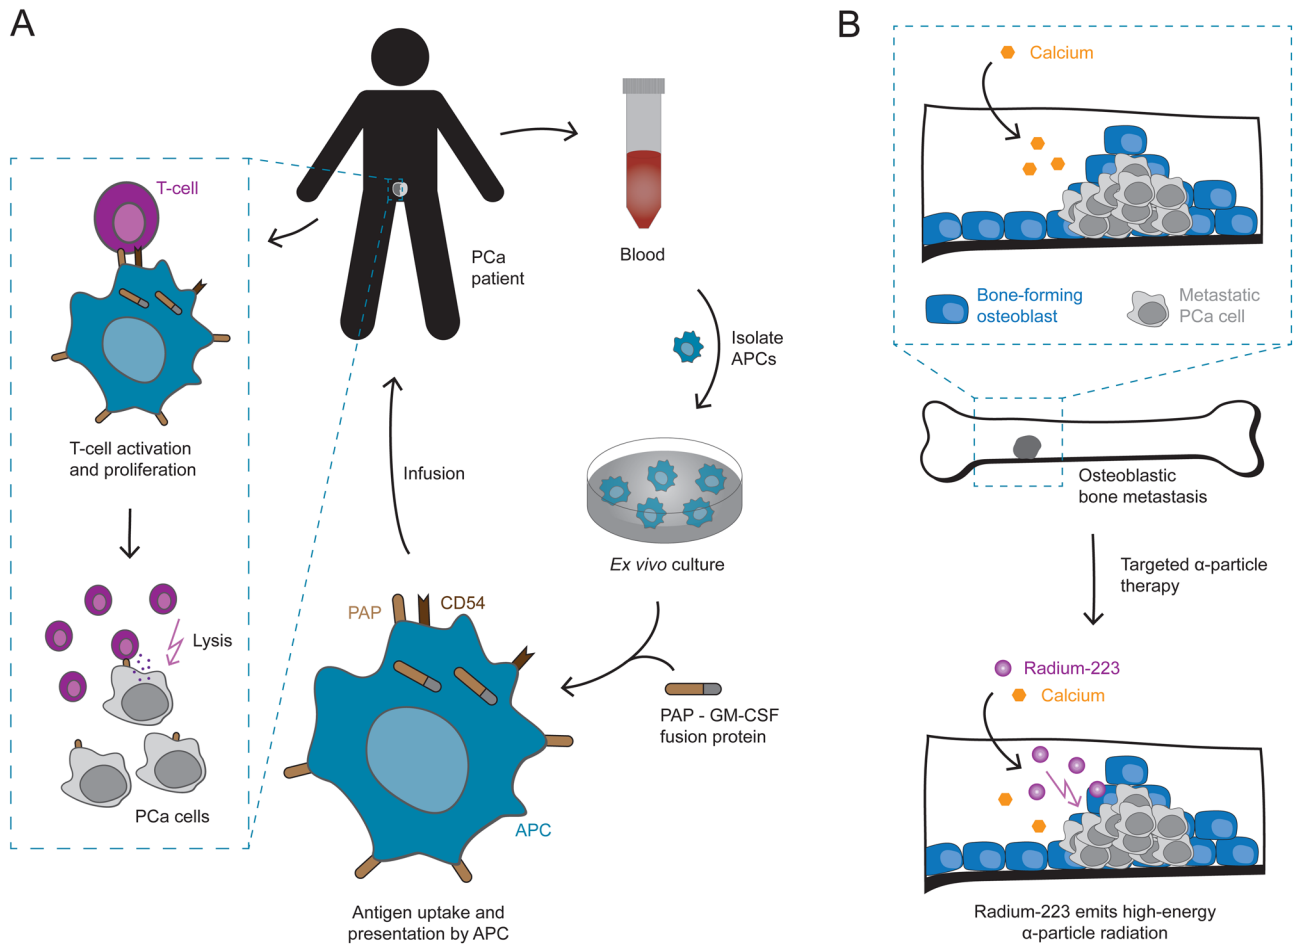 A
T-cell
PCa
patient
Blood
Isolate
APCs
T-cell activation
and proliferation
Infusion
Ex vivo culture
PAP
CD54
Lysis
PAP - GM-CSF
fusion protein
PCa cells
APC
Antigen uptake and
presentation by APC
B
Calcium
Bone-forming
osteoblast
Metastatic
PCa cell
Osteoblastic
bone metastasis
Targeted α-particle
therapy
Radium-223
Calcium
Radium-223 emits high-energy
α-particle radiation